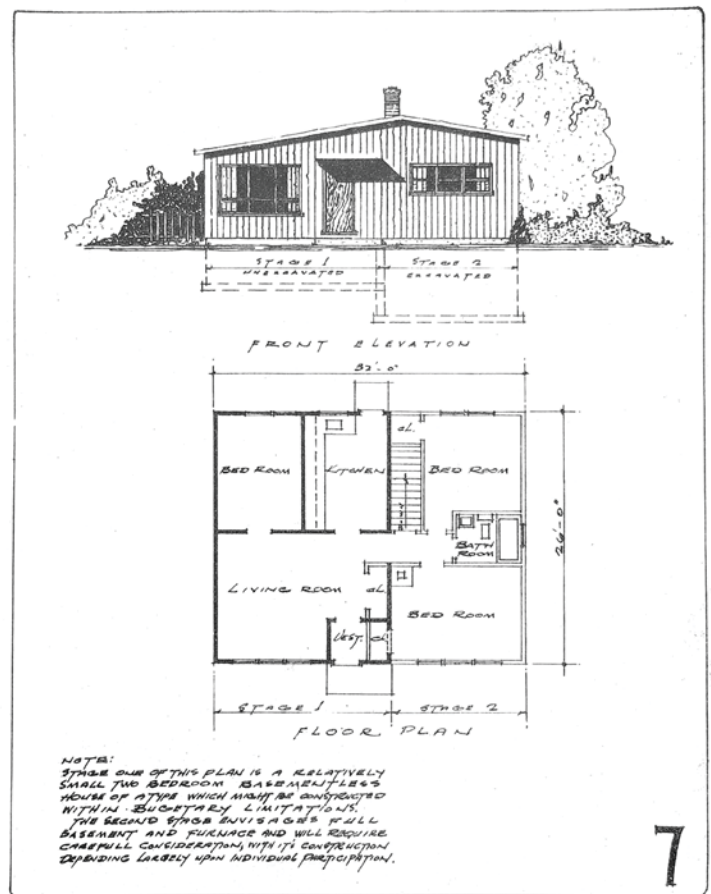 STAGE 1
UNEXCAVATED
STAGE 2
EXCAVATED
FRONT ELEVATION
32'-0"
CL.
BED ROOM
KITCHEN
BED ROOM
BATH
ROOM
26'-0"
LIVING ROOM
CL.
BED ROOM
VEST.
CL.
STAGE 1
STAGE 2
FLOOR PLAN
NOTE:
STAGE ONE OF THIS PLAN IS A RELATIVELY
SMALL TWO BEDROOM BASEMENTLESS
HOUSE OF A TYPE WHICH MIGHT BE CONSTRUCTED
WITHIN BUGETARY LIMITATIONS.
THE SECOND STAGE ENVISAGES FULL
BASEMENT AND FURNACE AND WILL REQUIRE
CAREFULL CONSIDERATION, WITH IT'S CONSTRUCTION
DEPENDING LARGELY UPON INDIVIDUAL PARTICIPATION.
7